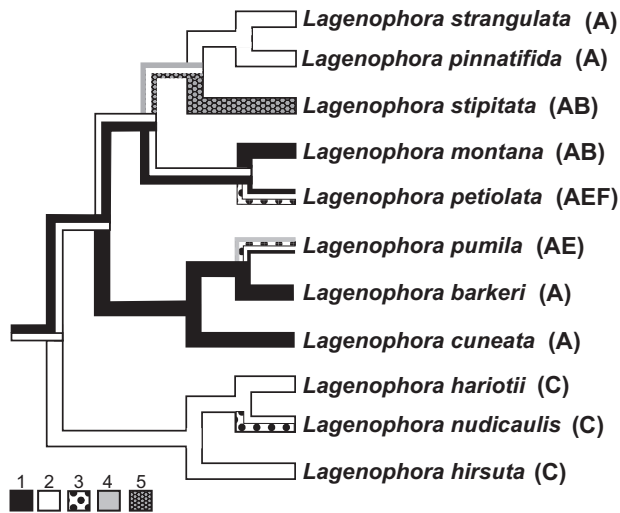 Lagenophora strangulata (A)
Lagenophora pinnatifida (A)
Lagenophora stipitata (AB)
Lagenophora montana (AB)
Lagenophora petiolata (AEF)
Lagenophora pumila (AE)
Lagenophora barkeri (A)
Lagenophora cuneata (A)
Lagenophora hariotii (C)
Lagenophora nudicaulis (C)
Lagenophora hirsuta (C)
1 2 3 4 5